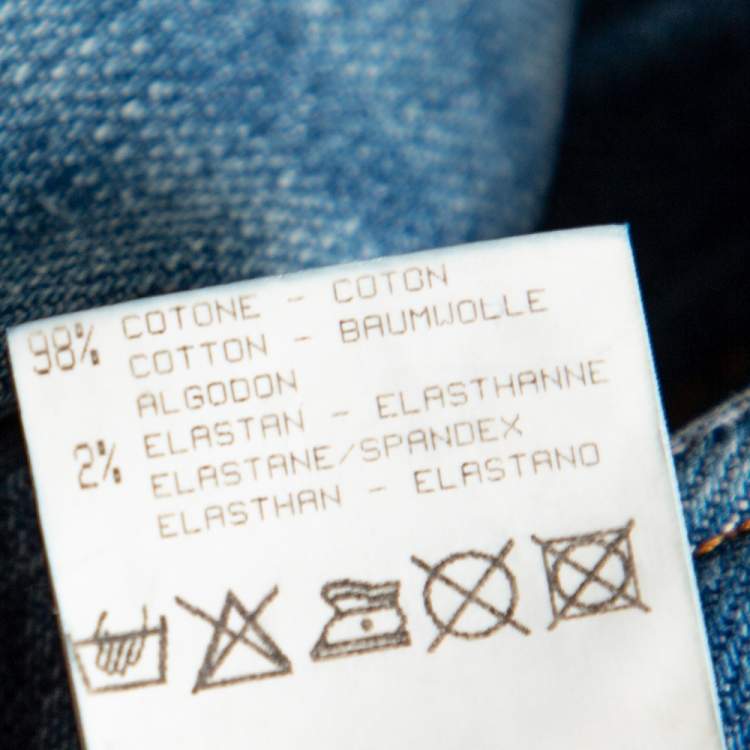 98% COTONE - COTON
COTTON - BAUMWOLLE
ALGODON
2% ELASTAN - ELASTHANNE
ELASTANE/SPANDEX
ELASTHAN - ELASTANO